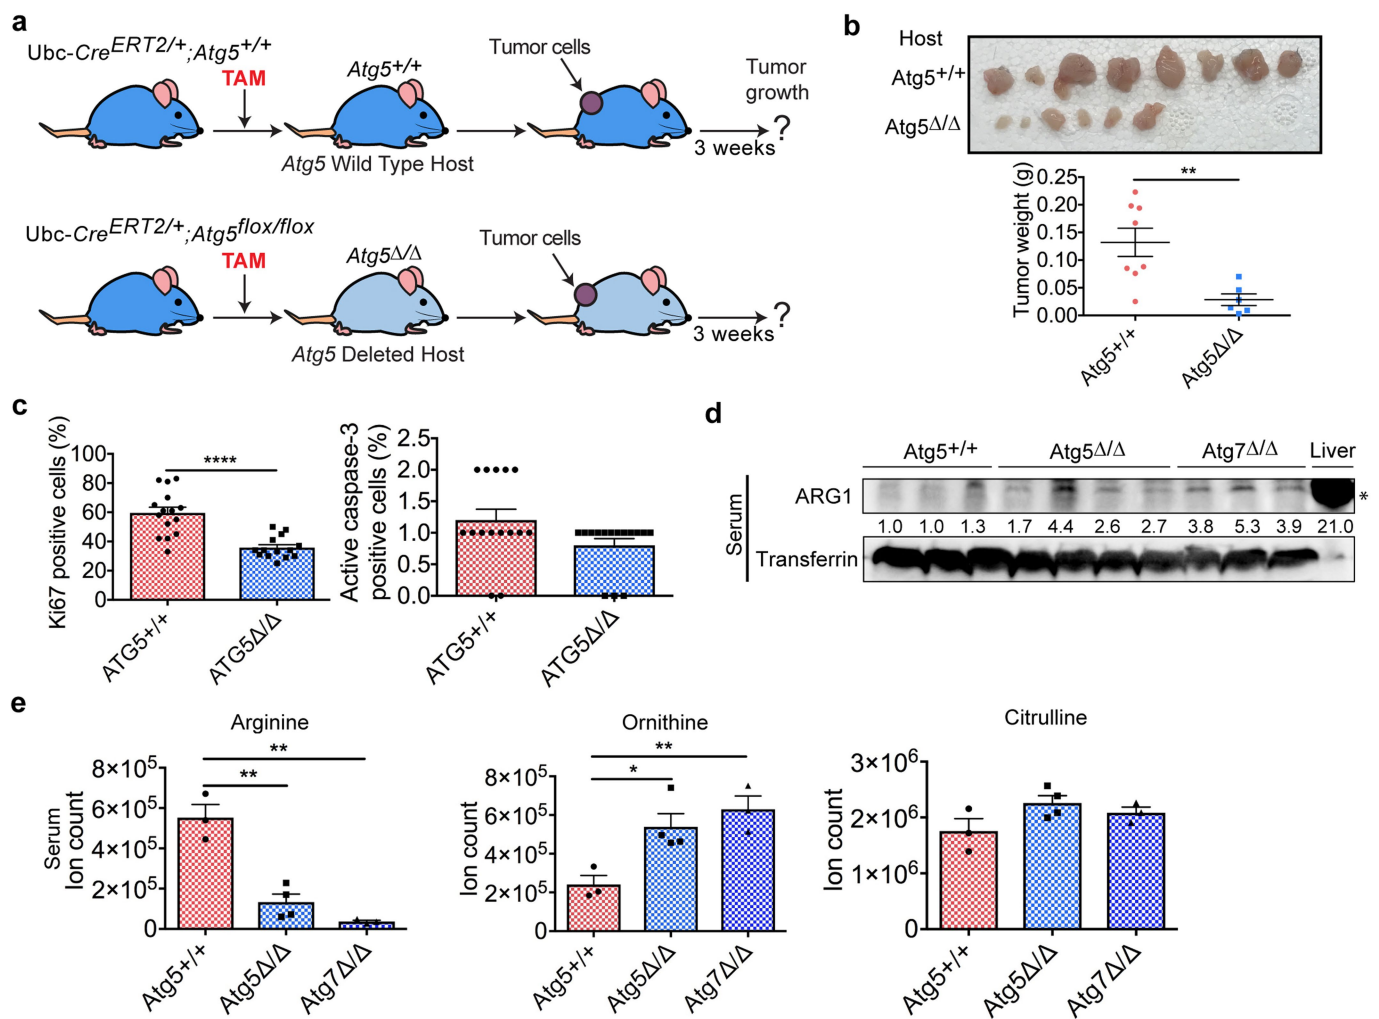 a
Ubc-Cre^ERT2/+;Atg5^+/+
TAM
Atg5+/+
Tumor cells
Tumor
growth
?
3 weeks
Atg5 Wild Type Host
Ubc-Cre^ERT2/+;Atg5^flox/flox
TAM
Atg5Δ/Δ
Tumor cells
?
3 weeks
Atg5 Deleted Host
b
Host
Atg5+/+
Atg5Δ/Δ
**
Tumor weight (g)
0.25
0.20
0.15
0.10
0.05
0.00
Atg5+/+
Atg5Δ/Δ
c
Ki67 positive cells (%)
100
80
60
40
20
0
****
ATG5+/+
ATG5Δ/Δ
Active caspase-3
positive cells (%)
2.5
2.0
1.5
1.0
0.5
0.0
ATG5+/+
ATG5Δ/Δ
d
Atg5+/+ Atg5Δ/Δ Atg7Δ/Δ Liver
Serum
ARG1 *
1.0 1.0 1.3 1.7 4.4 2.6 2.7 3.8 5.3 3.9 21.0
Transferrin
e
Arginine
Serum
Ion count
8×10^5
6×10^5
4×10^5
2×10^5
0
**
**
Atg5+/+
Atg5Δ/Δ
Atg7Δ/Δ
Ornithine
Ion count
8×10^5
6×10^5
4×10^5
2×10^5
0
**
*
Atg5+/+
Atg5Δ/Δ
Atg7Δ/Δ
Citrulline
Ion count
3×10^6
2×10^6
1×10^6
0
Atg5+/+
Atg5Δ/Δ
Atg7Δ/Δ